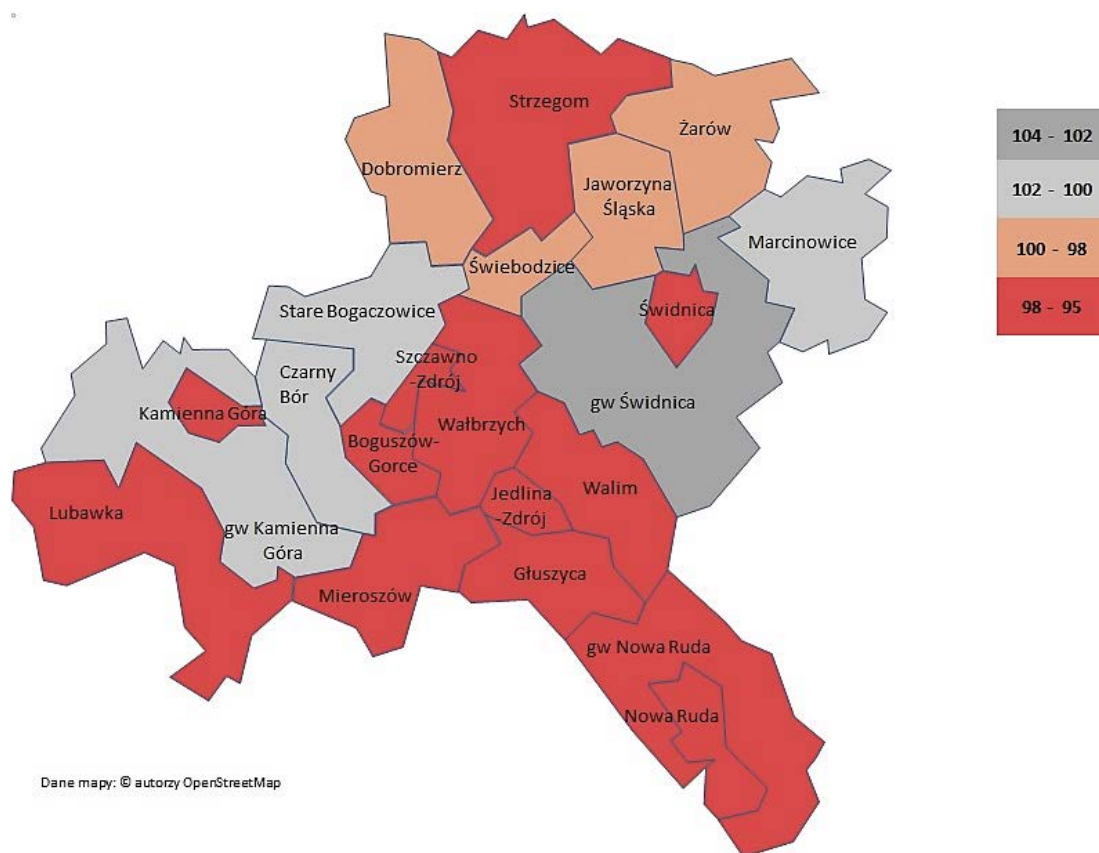 Strzegom
Żarów
Dobromierz
Jaworzyna
Śląska
Marcinowice
Świebodzice
Stare Bogaczowice
Świdnica
Szczawno
-Zdrój
Czarny
Bór
gw Świdnica
Kamienna Góra
Wałbrzych
Boguszów-
Gorce
Walim
Jedlina
-Zdrój
Lubawka
gw Kamienna
Góra
Głuszyca
Mieroszów
gw Nowa Ruda
Nowa Ruda
104 - 102
102 - 100
100 - 98
98 - 95
Dane mapy: © autorzy OpenStreetMap